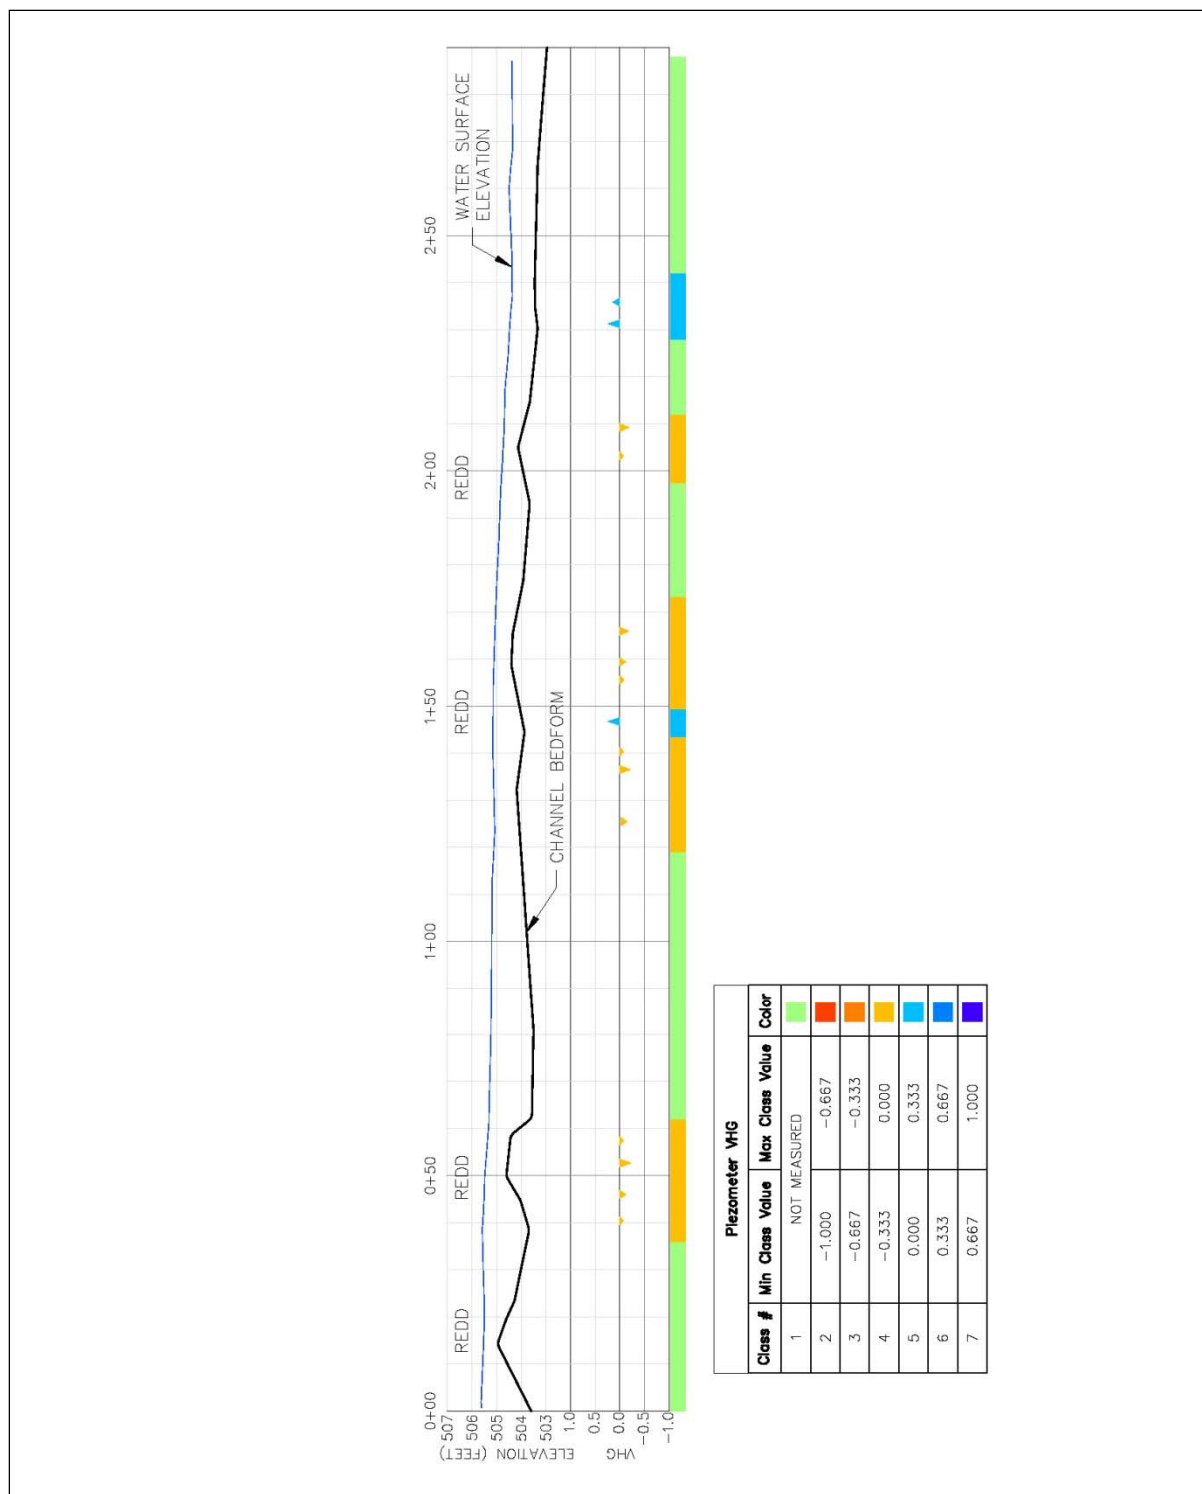 507
506
505
504
503
1.0
0.5
0.0
-0.5
-1.0
ELEVATION (FEET)
VHG
0+00
0+50
1+00
1+50
2+00
2+50
REDD
REDD
REDD
REDD
CHANNEL BEDFORM
WATER SURFACE
ELEVATION
Piezometer VHG
Class # Min Class Value Max Class Value Color
1 NOT MEASURED
2 -1.000 -0.667
3 -0.667 -0.333
4 -0.333 0.000
5 0.000 0.333
6 0.333 0.667
7 0.667 1.000